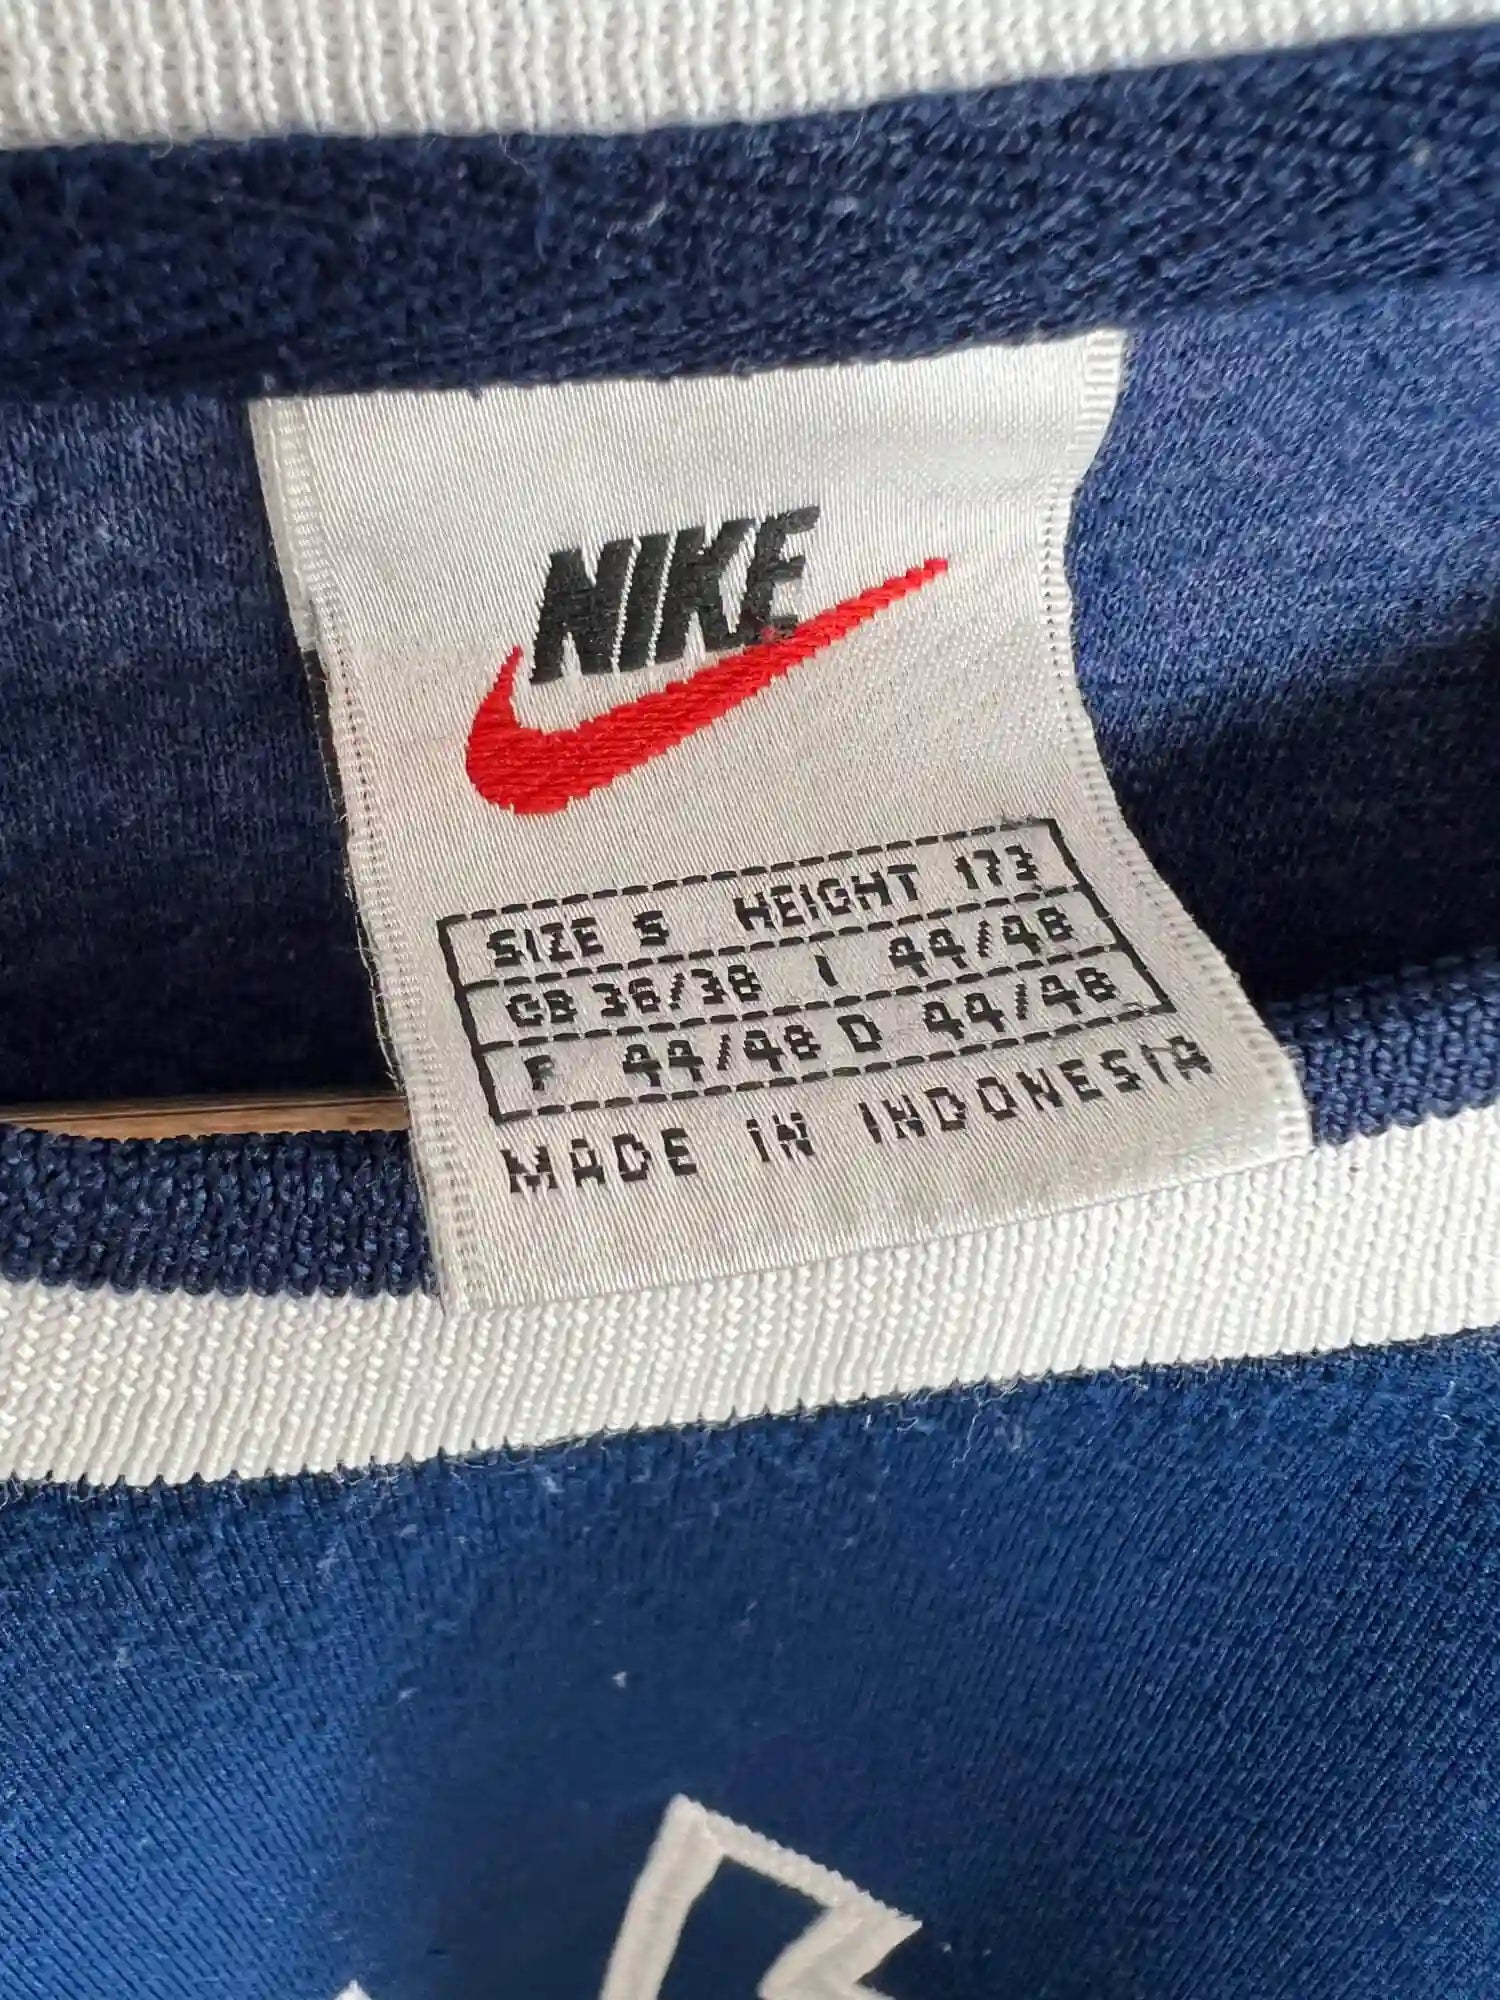 NIKE
SIZE S HEIGHT 173
GB 36/38 I 44/48
F 44/48 D 44/48
MADE IN INDONESIA